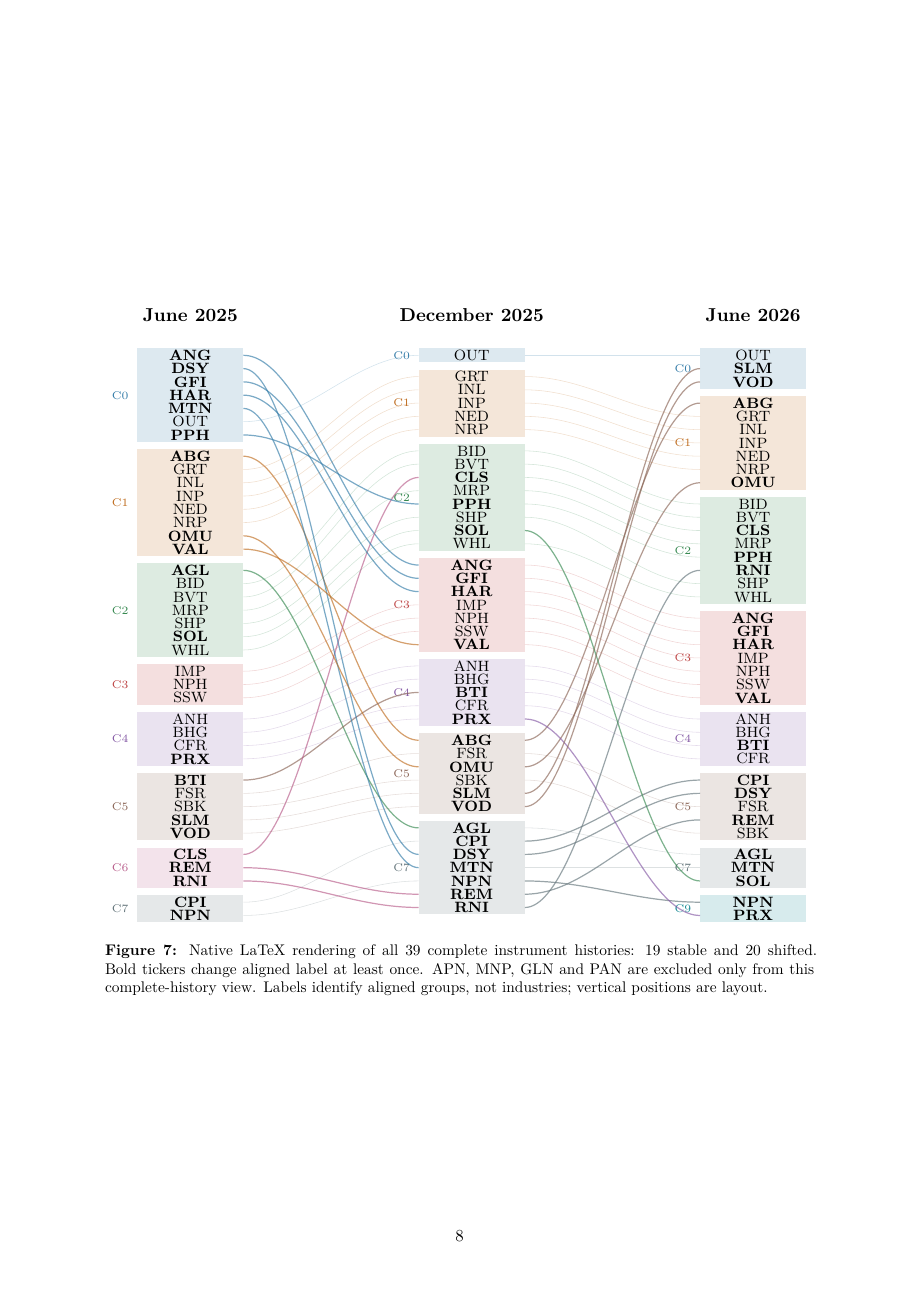 June 2025
C0
ANG
DSY
GFI
HAR
MTN
OUT
PPH
C1
ABG
GRT
INL
INP
NED
NRP
OMU
VAL
C2
AGL
BID
BVT
MRP
SHP
SOL
WHL
C3
IMP
NPH
SSW
C4
ANH
BHG
CFR
PRX
C5
BTI
FSR
SBK
SLM
VOD
C6
CLS
REM
RNI
C7
CPI
NPN
December 2025
C0
OUT
C1
GRT
INL
INP
NED
NRP
C2
BID
BVT
CLS
MRP
PPH
SHP
SOL
WHL
C3
ANG
GFI
HAR
IMP
NPH
SSW
VAL
C4
ANH
BHG
BTI
CFR
PRX
C5
ABG
FSR
OMU
SBK
SLM
VOD
C7
AGL
CPI
DSY
MTN
NPN
REM
RNI
June 2026
C0
OUT
SLM
VOD
C1
ABG
GRT
INL
INP
NED
NRP
OMU
C2
BID
BVT
CLS
MRP
PPH
RNI
SHP
WHL
C3
ANG
GFI
HAR
IMP
NPH
SSW
VAL
C4
ANH
BHG
BTI
CFR
C5
CPI
DSY
FSR
REM
SBK
C7
AGL
MTN
SOL
C9
NPN
PRX
Figure 7: Native LaTeX rendering of all 39 complete instrument histories: 19 stable and 20 shifted.
Bold tickers change aligned label at least once. APN, MNP, GLN and PAN are excluded only from this
complete-history view. Labels identify aligned groups, not industries; vertical positions are layout.
8